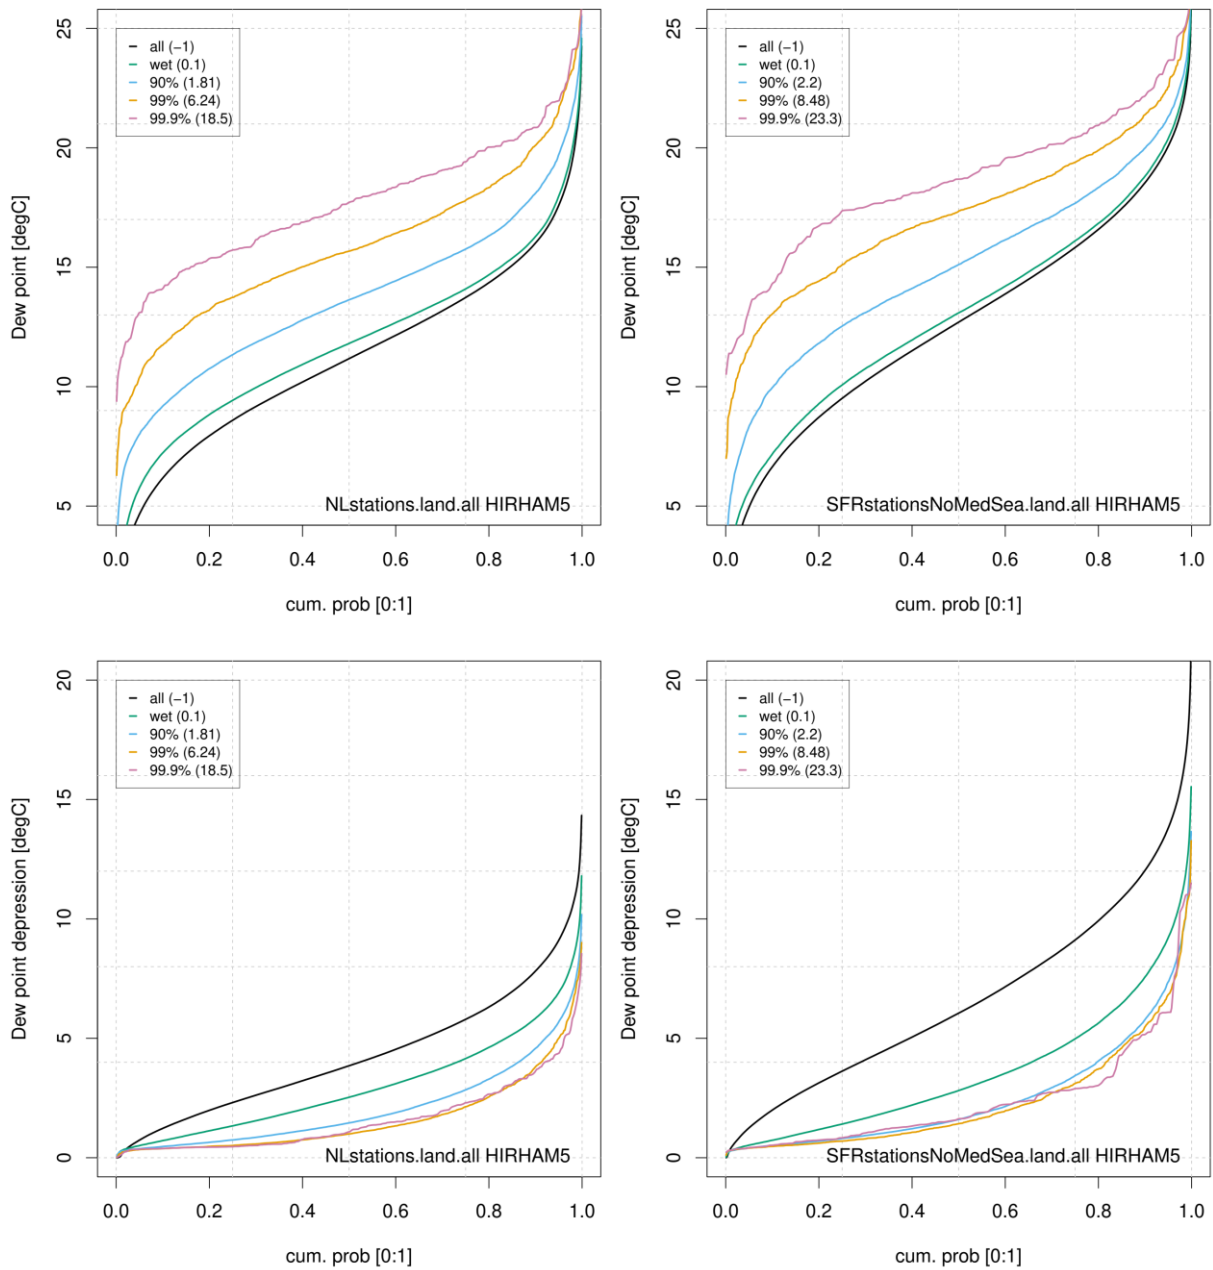 Dew point [degC]
25
20
15
10
5
all (−1)
wet (0.1)
90% (1.81)
99% (6.24)
99.9% (18.5)
NLstations.land.all HIRHAM5
0.0 0.2 0.4 0.6 0.8 1.0
cum. prob [0:1]
Dew point [degC]
25
20
15
10
5
all (−1)
wet (0.1)
90% (2.2)
99% (8.48)
99.9% (23.3)
SFRstationsNoMedSea.land.all HIRHAM5
0.0 0.2 0.4 0.6 0.8 1.0
cum. prob [0:1]
Dew point depression [degC]
20
15
10
5
0
all (−1)
wet (0.1)
90% (1.81)
99% (6.24)
99.9% (18.5)
NLstations.land.all HIRHAM5
0.0 0.2 0.4 0.6 0.8 1.0
cum. prob [0:1]
Dew point depression [degC]
20
15
10
5
0
all (−1)
wet (0.1)
90% (2.2)
99% (8.48)
99.9% (23.3)
SFRstationsNoMedSea.land.all HIRHAM5
0.0 0.2 0.4 0.6 0.8 1.0
cum. prob [0:1]